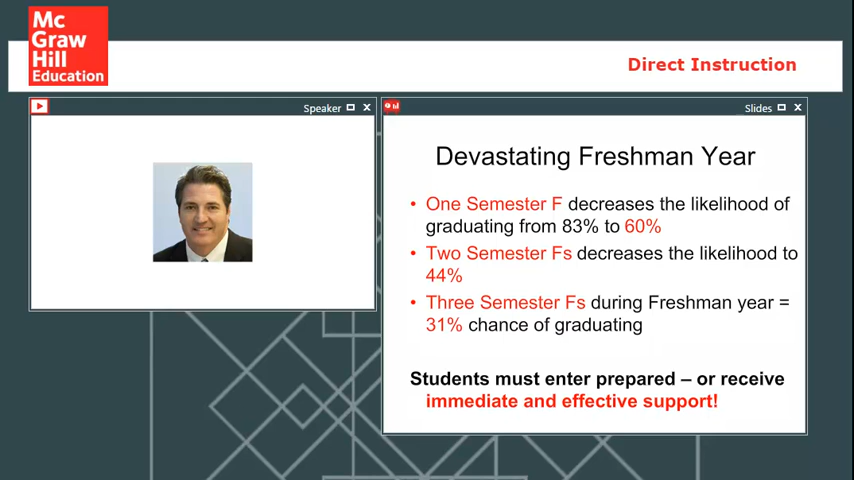 Mc
Graw
Hill
Education
Direct Instruction
Speaker
Slides
Devastating Freshman Year
• One Semester F decreases the likelihood of
graduating from 83% to 60%
• Two Semester Fs decreases the likelihood to
44%
• Three Semester Fs during Freshman year =
31% chance of graduating
Students must enter prepared – or receive
immediate and effective support!